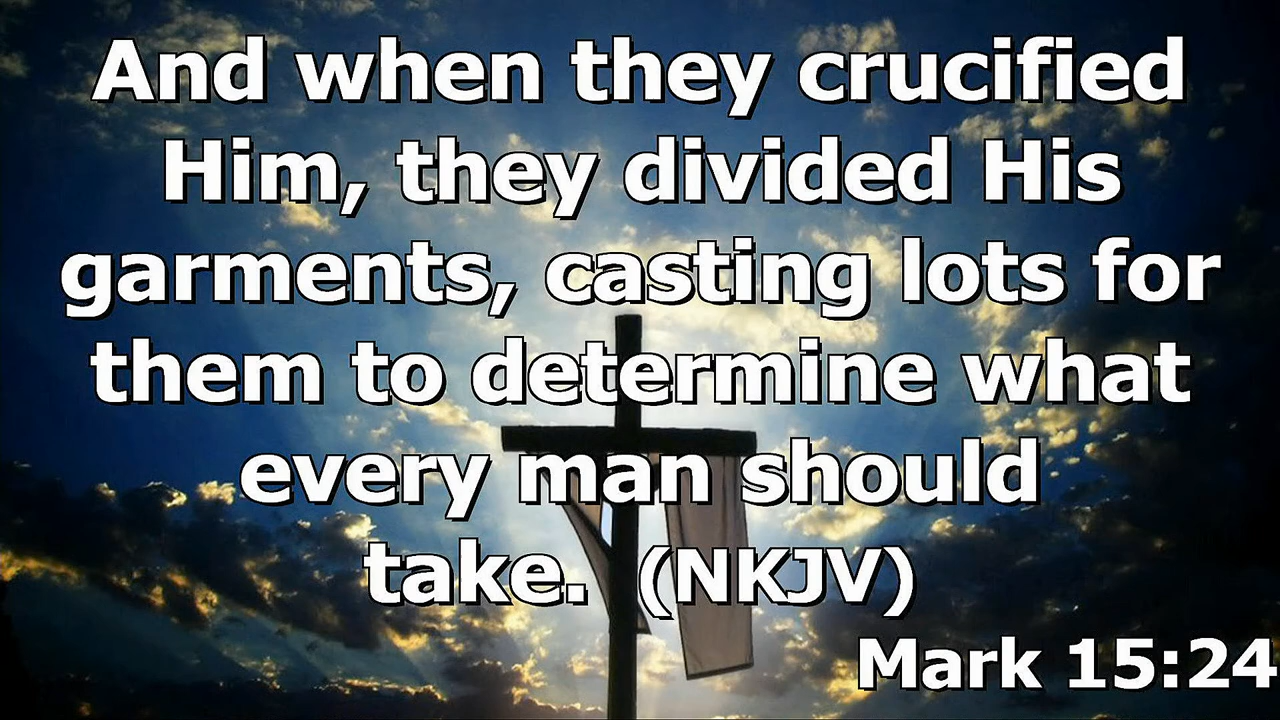 And when they crucified
Him, they divided His
garments, casting lots for
them to determine what
every man should
take.  (NKJV)
Mark 15:24